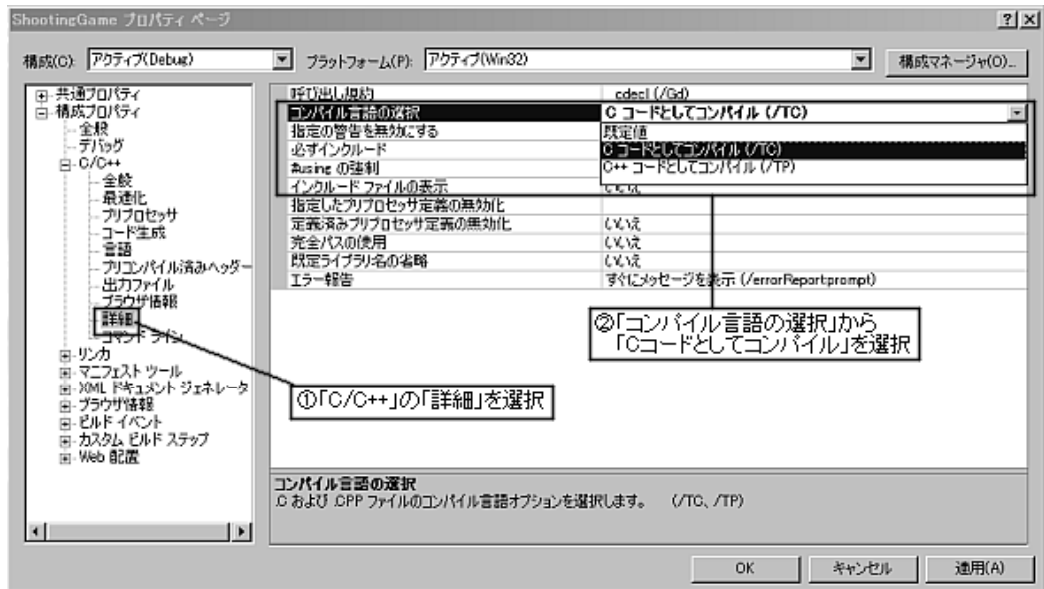 ShootingGame プロパティ ページ
構成(C): アクティブ(Debug)
プラットフォーム(P): アクティブ(Win32)
構成マネージャ(O)...
共通プロパティ
構成プロパティ
全般
デバッグ
C/C++
全般
最適化
プリプロセッサ
コード生成
言語
プリコンパイル済みヘッダー
出力ファイル
ブラウザ情報
詳細
コマンド ライン
リンカ
マニフェスト ツール
XML ドキュメント ジェネレータ
ブラウザ情報
ビルド イベント
カスタム ビルド ステップ
Web 配置
呼び出し規約 __cdecl (/Gd)
コンパイル言語の選択 C コードとしてコンパイル (/TC)
指定の警告を無効にする 既定値
必ずインクルード C コードとしてコンパイル (/TC)
#using の強制 C++ コードとしてコンパイル (/TP)
インクルード ファイルの表示 いいえ
指定したプリプロセッサ定義の無効化
定義済みプリプロセッサ定義の無効化 いいえ
完全パスの使用 いいえ
既定ライブラリ名の省略 いいえ
エラー報告 すぐにメッセージを表示 (/errorReport:prompt)
②「コンパイル言語の選択」から
「Cコードとしてコンパイル」を選択
①「C/C++」の「詳細」を選択
コンパイル言語の選択
.C および .CPP ファイルのコンパイル言語オプションを選択します。 (/TC、/TP)
OK
キャンセル
適用(A)